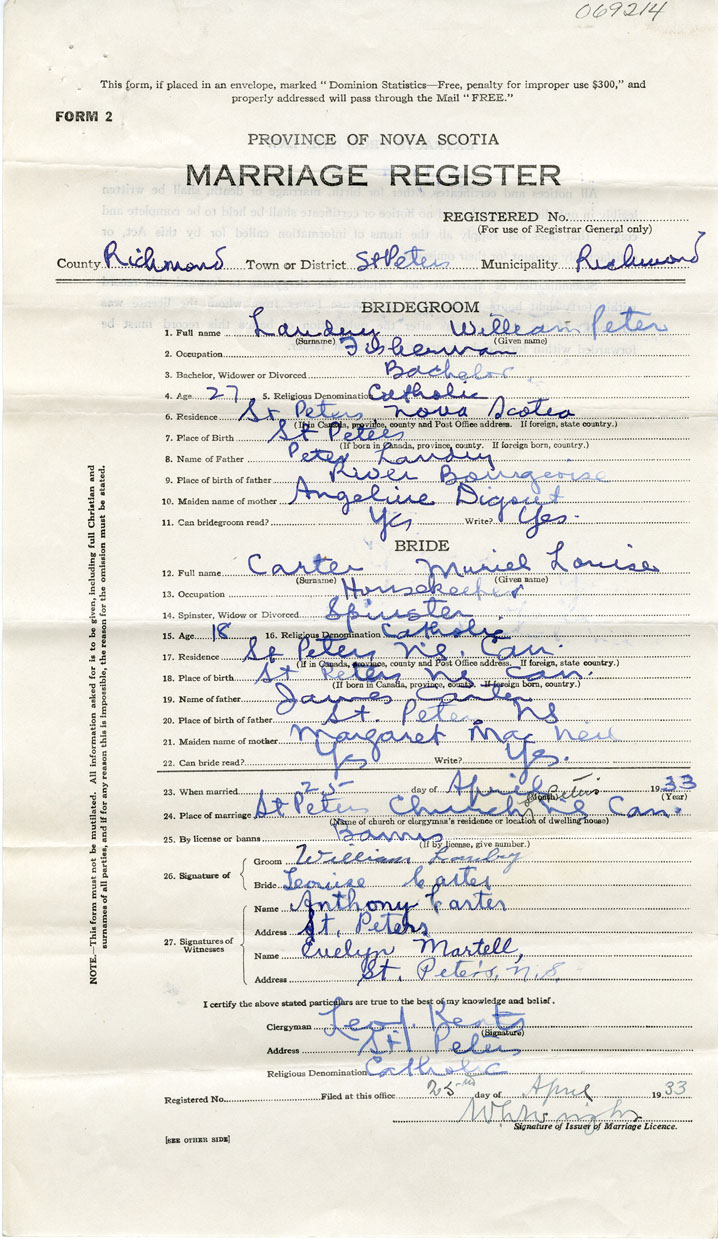 069214
This form, if placed in an envelope, marked "Dominion Statistics—Free, penalty for improper use $300," and
properly addressed will pass through the Mail "FREE."
FORM 2
PROVINCE OF NOVA SCOTIA
MARRIAGE REGISTER
REGISTERED No.
(For use of Registrar General only)
County Richmond Town or District St Peters Municipality Richmond
BRIDEGROOM
1. Full name Landry William Peter
(Surname) (Given name)
2. Occupation Fisherman
3. Bachelor, Widower or Divorced Bachelor
4. Age 27 5. Religious Denomination Catholic
6. Residence St Peters Nova Scotia
(If in Canada, province, county and Post Office address. If foreign, state country.)
7. Place of Birth St Peters
(If born in Canada, province, county. If foreign born, country.)
8. Name of Father Peter Landry
9. Place of birth of father River Bourgeoise
10. Maiden name of mother Angeline Digout
11. Can bridegroom read? Yes Write? Yes.
BRIDE
12. Full name Carter Muriel Louise
(Surname) (Given name)
13. Occupation Housekeeper
14. Spinster, Widow or Divorced Spinster
15. Age 18 16. Religious Denomination Catholic
17. Residence St Peters N.S. Can.
(If in Canada, province, county and Post Office address. If foreign, state country.)
18. Place of birth St Peters NS Can.
(If born in Canada, province, county. If foreign born, country.)
19. Name of father James Carter
20. Place of birth of father St. Peters NS
21. Maiden name of mother Margaret Mac Neil
22. Can bride read? Yes Write? Yes.
23. When married 25 day of April 1933
(Month) (Year)
St Peters
24. Place of marriage St Peters Church NS Can.
(Name of church or clergyman's residence or location of dwelling house)
25. By license or banns Banns
(If by license, give number.)
26. Signature of
Groom William Landry
Bride Louise Carter
27. Signatures of Witnesses
Name Anthony Carter
Address St. Peters
Name Evelyn Martell,
Address St. Peter's, N.S.
I certify the above stated particulars are true to the best of my knowledge and belief.
Clergyman Leo J. Keats
(Signature)
Address St Peters
Religious Denomination Catholic
Registered No. Filed at this office 25th day of April 1933
Signature of Issuer of Marriage Licence.
[SEE OTHER SIDE]
NOTE.—This form must not be mutilated. All information asked for is to be given, including full Christian and
surnames of all parties, and if for any reason this is impossible, the reason for the omission must be stated.